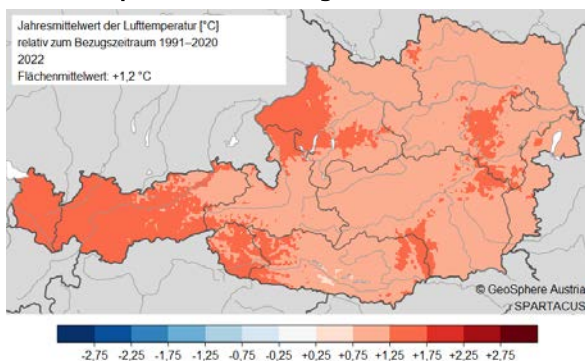 Jahresmittelwert der Lufttemperatur [°C]
relativ zum Bezugszeitraum 1991–2020
2022
Flächenmittelwert: +1,2 °C
© GeoSphere Austria
SPARTACUS
-2,75 -2,25 -1,75 -1,25 -0,75 -0,25 +0,25 +0,75 +1,25 +1,75 +2,25 +2,75